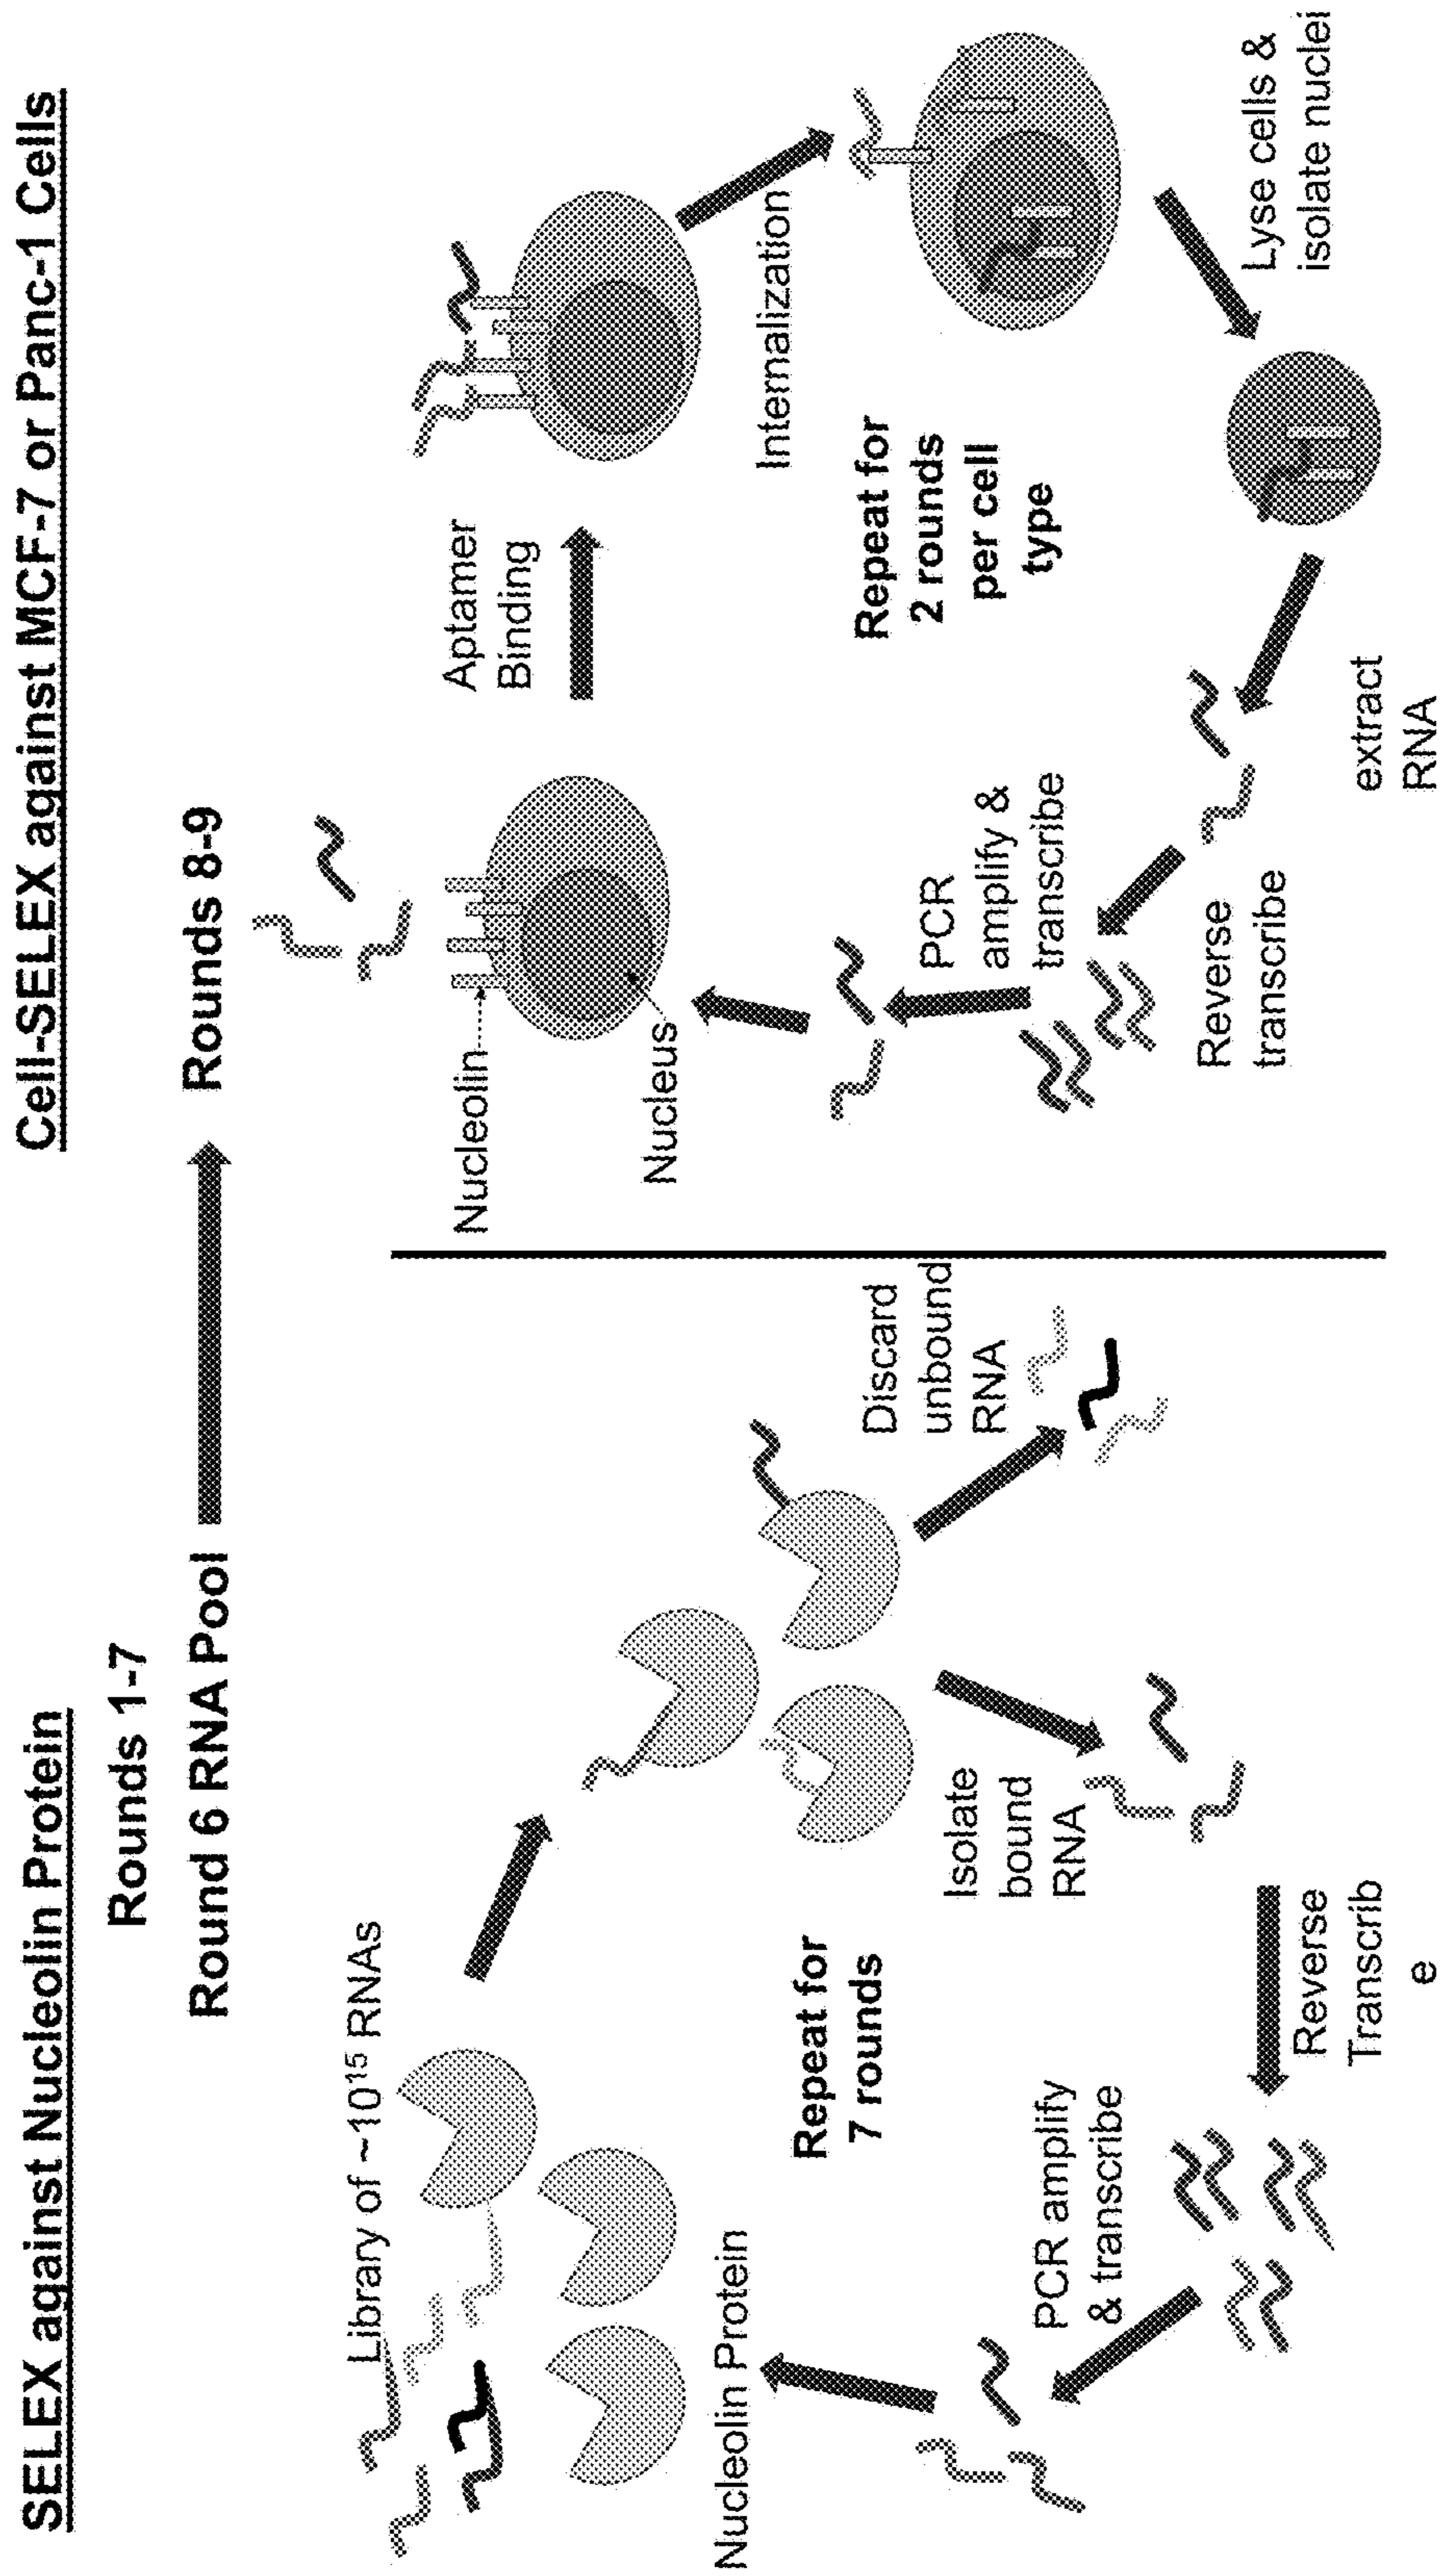 SELEX against Nucleolin Protein
Rounds 1-7
Round 6 RNA Pool
Library of ~10¹⁵ RNAs
Nucleolin Protein
Repeat for
7 rounds
Discard
unbound
RNA
Isolate
bound
RNA
Reverse
Transcrib
e
PCR amplify
& transcribe
Cell-SELEX against MCF-7 or Panc-1 Cells
Rounds 8-9
Nucleolin
Nucleus
Aptamer
Binding
Internalization
Repeat for
2 rounds
per cell
type
Lyse cells &
isolate nuclei
extract
RNA
Reverse
transcribe
PCR
amplify &
transcribe